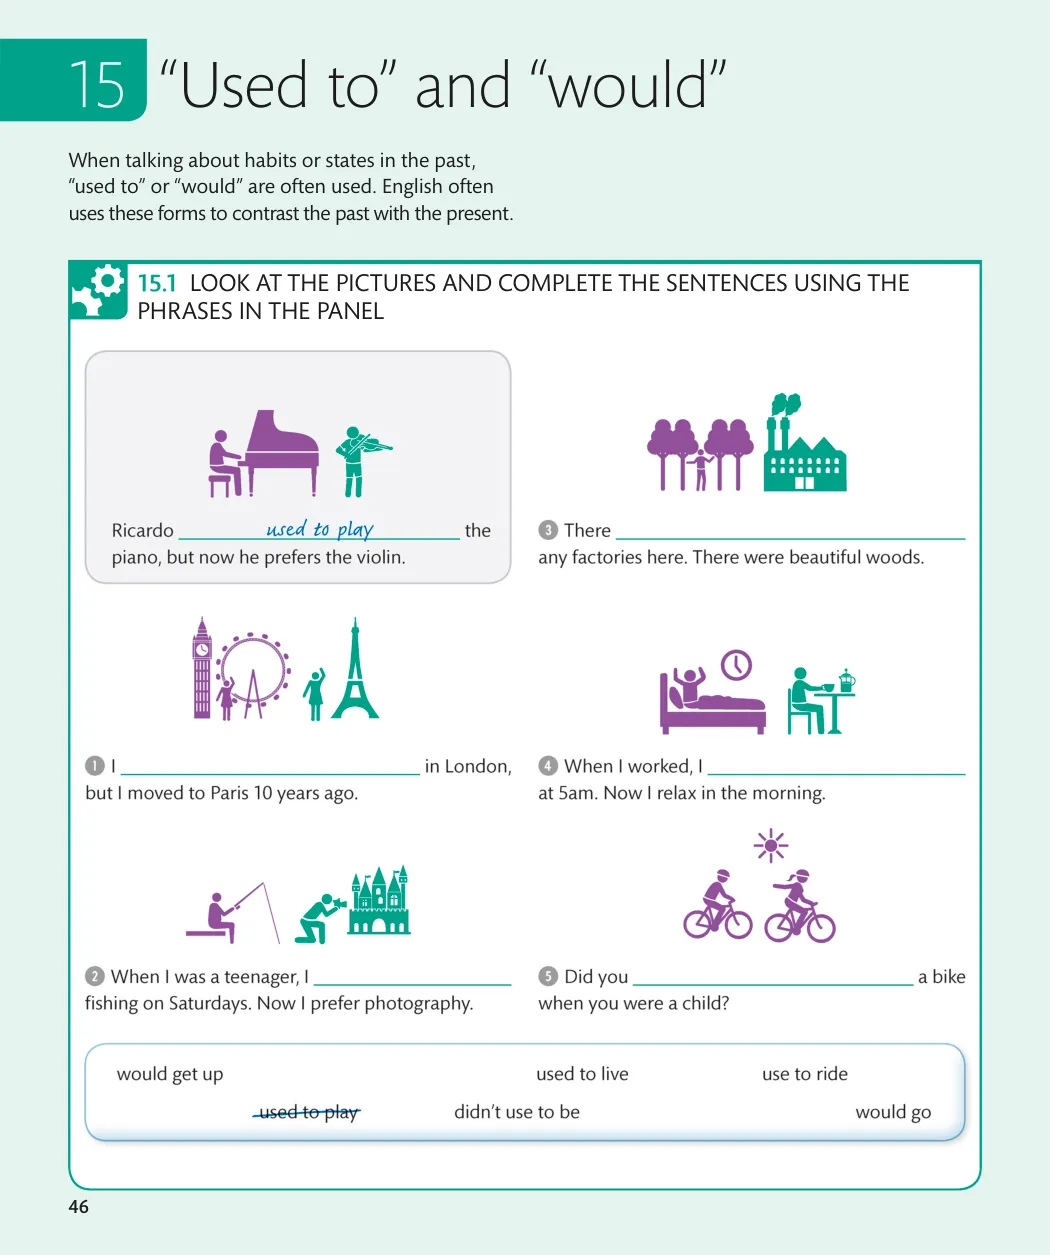 15 “Used to” and “would”
When talking about habits or states in the past,
“used to” or “would” are often used. English often
uses these forms to contrast the past with the present.
15.1 LOOK AT THE PICTURES AND COMPLETE THE SENTENCES USING THE
PHRASES IN THE PANEL
Ricardo used to play the
piano, but now he prefers the violin.
1 I in London,
but I moved to Paris 10 years ago.
2 When I was a teenager, I
fishing on Saturdays. Now I prefer photography.
3 There
any factories here. There were beautiful woods.
4 When I worked, I
at 5am. Now I relax in the morning.
5 Did you a bike
when you were a child?
would get up used to live use to ride
used to play didn’t use to be would go
46